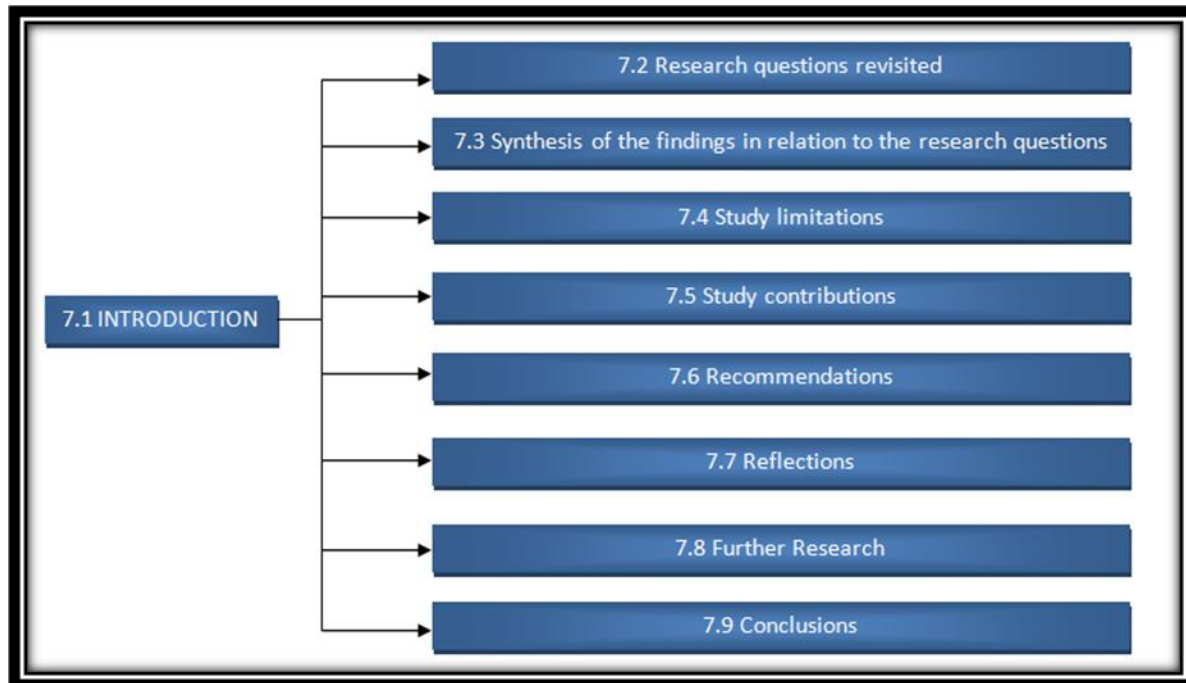 7.2 Research questions revisited
7.3 Synthesis of the findings in relation to the research questions
7.4 Study limitations
7.5 Study contributions
7.1 INTRODUCTION
7.6 Recommendations
7.7 Reflections
7.8 Further Research
7.9 Conclusions